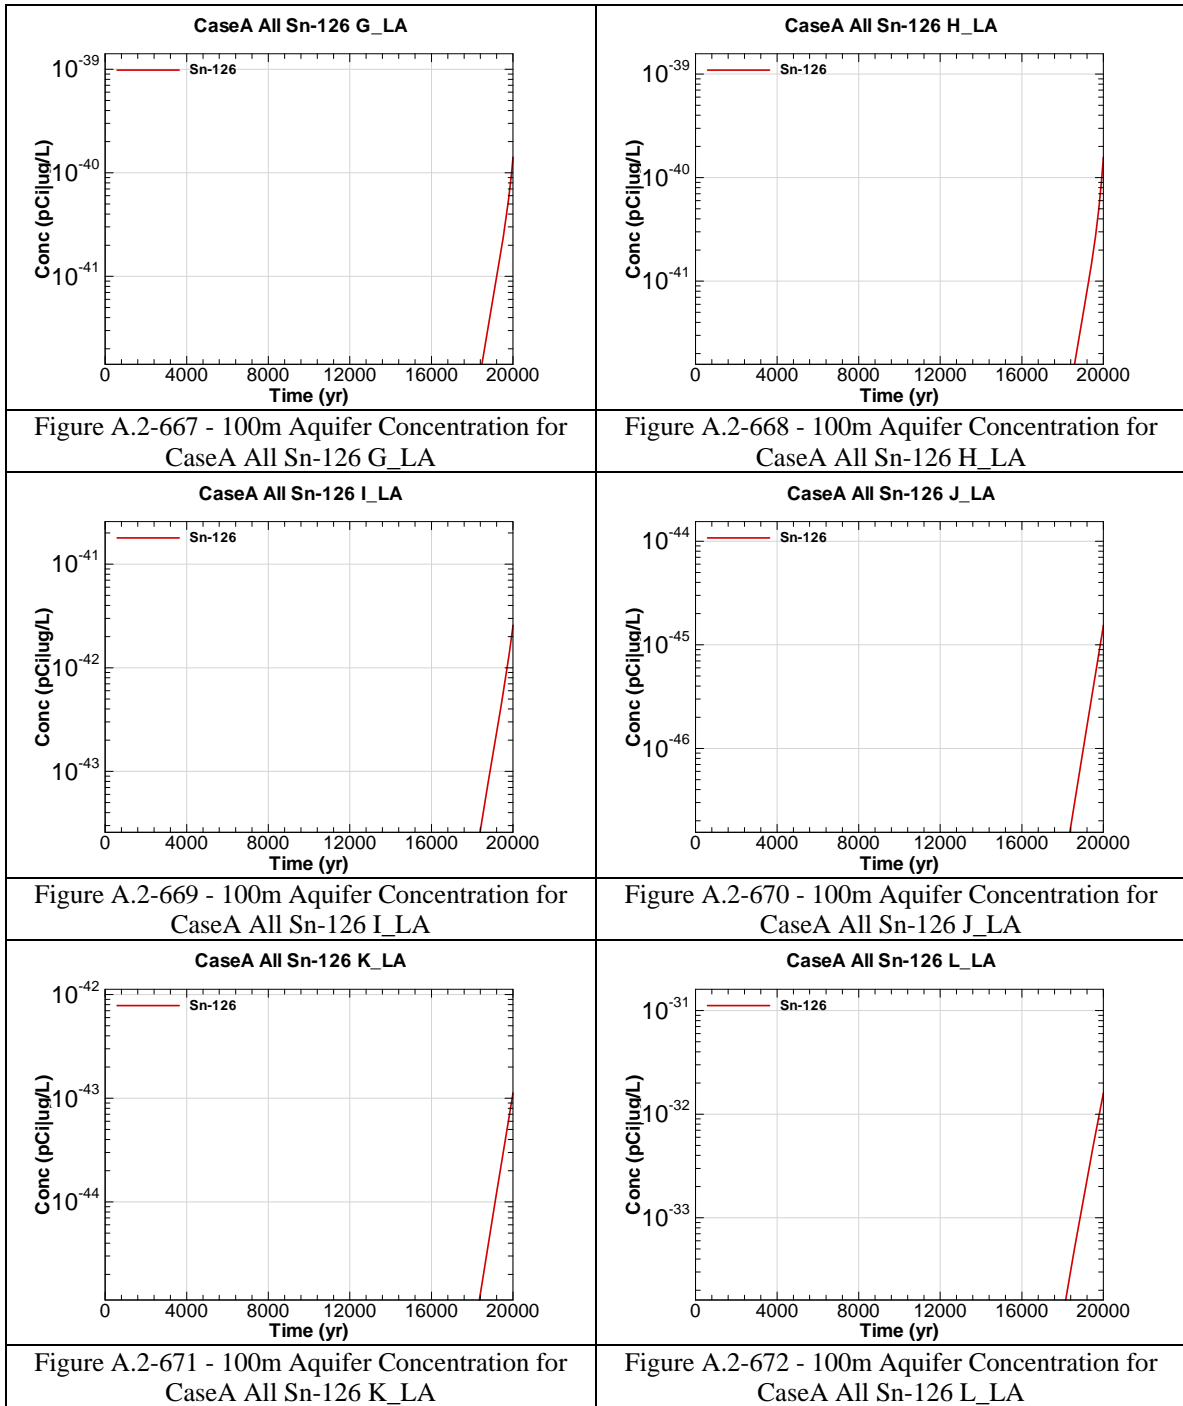 CaseA All Sn-126 G_LA
Sn-126
10^-39
10^-40
10^-41
Conc (pCi|ug/L)
0 4000 8000 12000 16000 20000
Time (yr)
Figure A.2-667 - 100m Aquifer Concentration for
CaseA All Sn-126 G_LA
CaseA All Sn-126 H_LA
Sn-126
10^-39
10^-40
10^-41
Conc (pCi|ug/L)
0 4000 8000 12000 16000 20000
Time (yr)
Figure A.2-668 - 100m Aquifer Concentration for
CaseA All Sn-126 H_LA
CaseA All Sn-126 I_LA
Sn-126
10^-41
10^-42
10^-43
Conc (pCi|ug/L)
0 4000 8000 12000 16000 20000
Time (yr)
Figure A.2-669 - 100m Aquifer Concentration for
CaseA All Sn-126 I_LA
CaseA All Sn-126 J_LA
Sn-126
10^-44
10^-45
10^-46
Conc (pCi|ug/L)
0 4000 8000 12000 16000 20000
Time (yr)
Figure A.2-670 - 100m Aquifer Concentration for
CaseA All Sn-126 J_LA
CaseA All Sn-126 K_LA
Sn-126
10^-42
10^-43
10^-44
Conc (pCi|ug/L)
0 4000 8000 12000 16000 20000
Time (yr)
Figure A.2-671 - 100m Aquifer Concentration for
CaseA All Sn-126 K_LA
CaseA All Sn-126 L_LA
Sn-126
10^-31
10^-32
10^-33
Conc (pCi|ug/L)
0 4000 8000 12000 16000 20000
Time (yr)
Figure A.2-672 - 100m Aquifer Concentration for
CaseA All Sn-126 L_LA